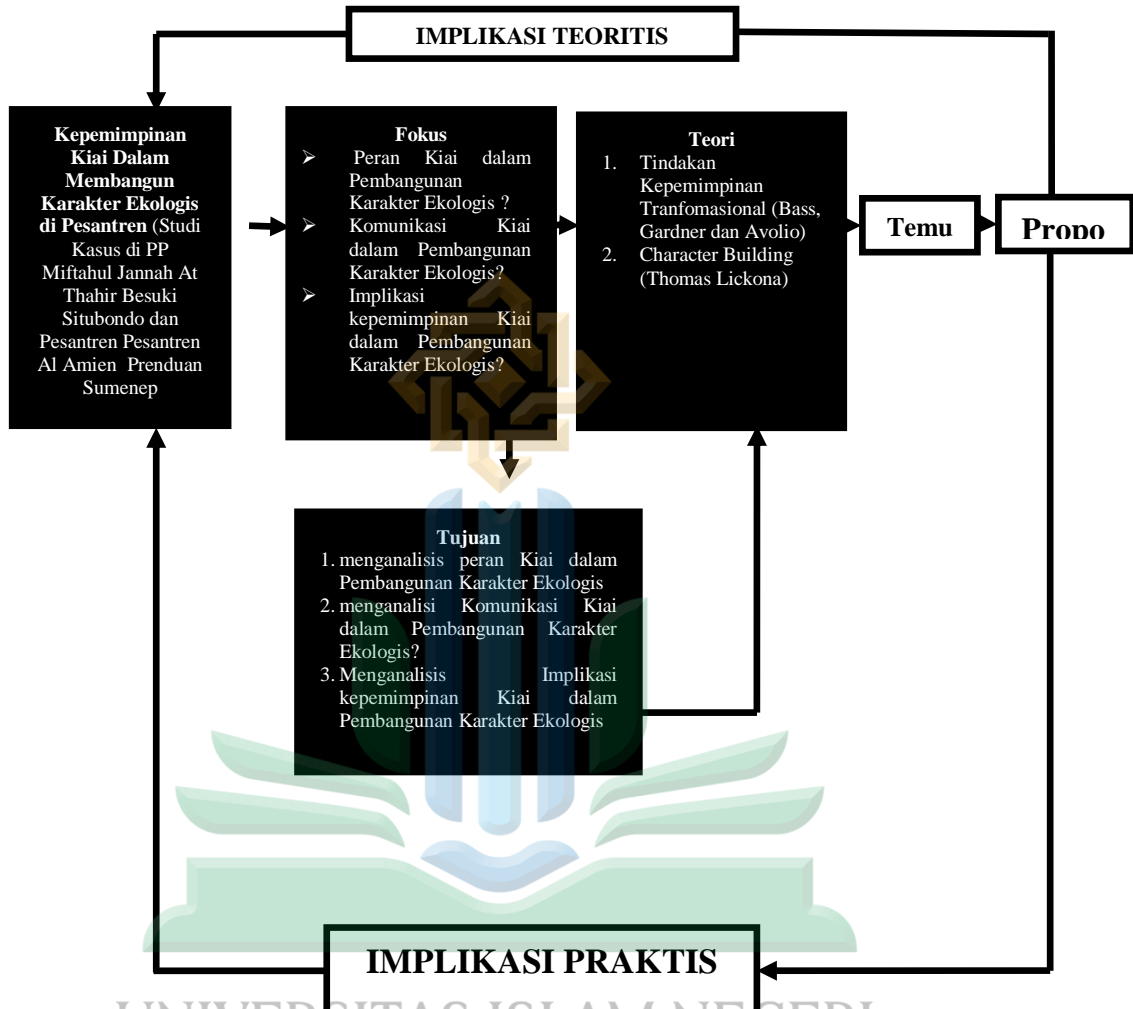 IMPLIKASI TEORITIS
Kepemimpinan
Kiai Dalam
Membangun
Karakter Ekologis
di Pesantren (Studi
Kasus di PP
Miftahul Jannah At
Thahir Besuki
Situbondo dan
Pesantren Pesantren
Al Amien Prenduan
Sumenep
Fokus
➢ Peran Kiai dalam
Pembangunan
Karakter Ekologis ?
➢ Komunikasi Kiai
dalam Pembangunan
Karakter Ekologis?
➢ Implikasi
kepemimpinan Kiai
dalam Pembangunan
Karakter Ekologis?
Teori
1. Tindakan
Kepemimpinan
Tranfomasional (Bass,
Gardner dan Avolio)
2. Character Building
(Thomas Lickona)
Temu
Propo
Tujuan
1. menganalisis peran Kiai dalam
Pembangunan Karakter Ekologis
2. menganalisi Komunikasi Kiai
dalam Pembangunan Karakter
Ekologis?
3. Menganalisis Implikasi
kepemimpinan Kiai dalam
Pembangunan Karakter Ekologis
IMPLIKASI PRAKTIS
UNIVERSITAS ISLAM NEGERI